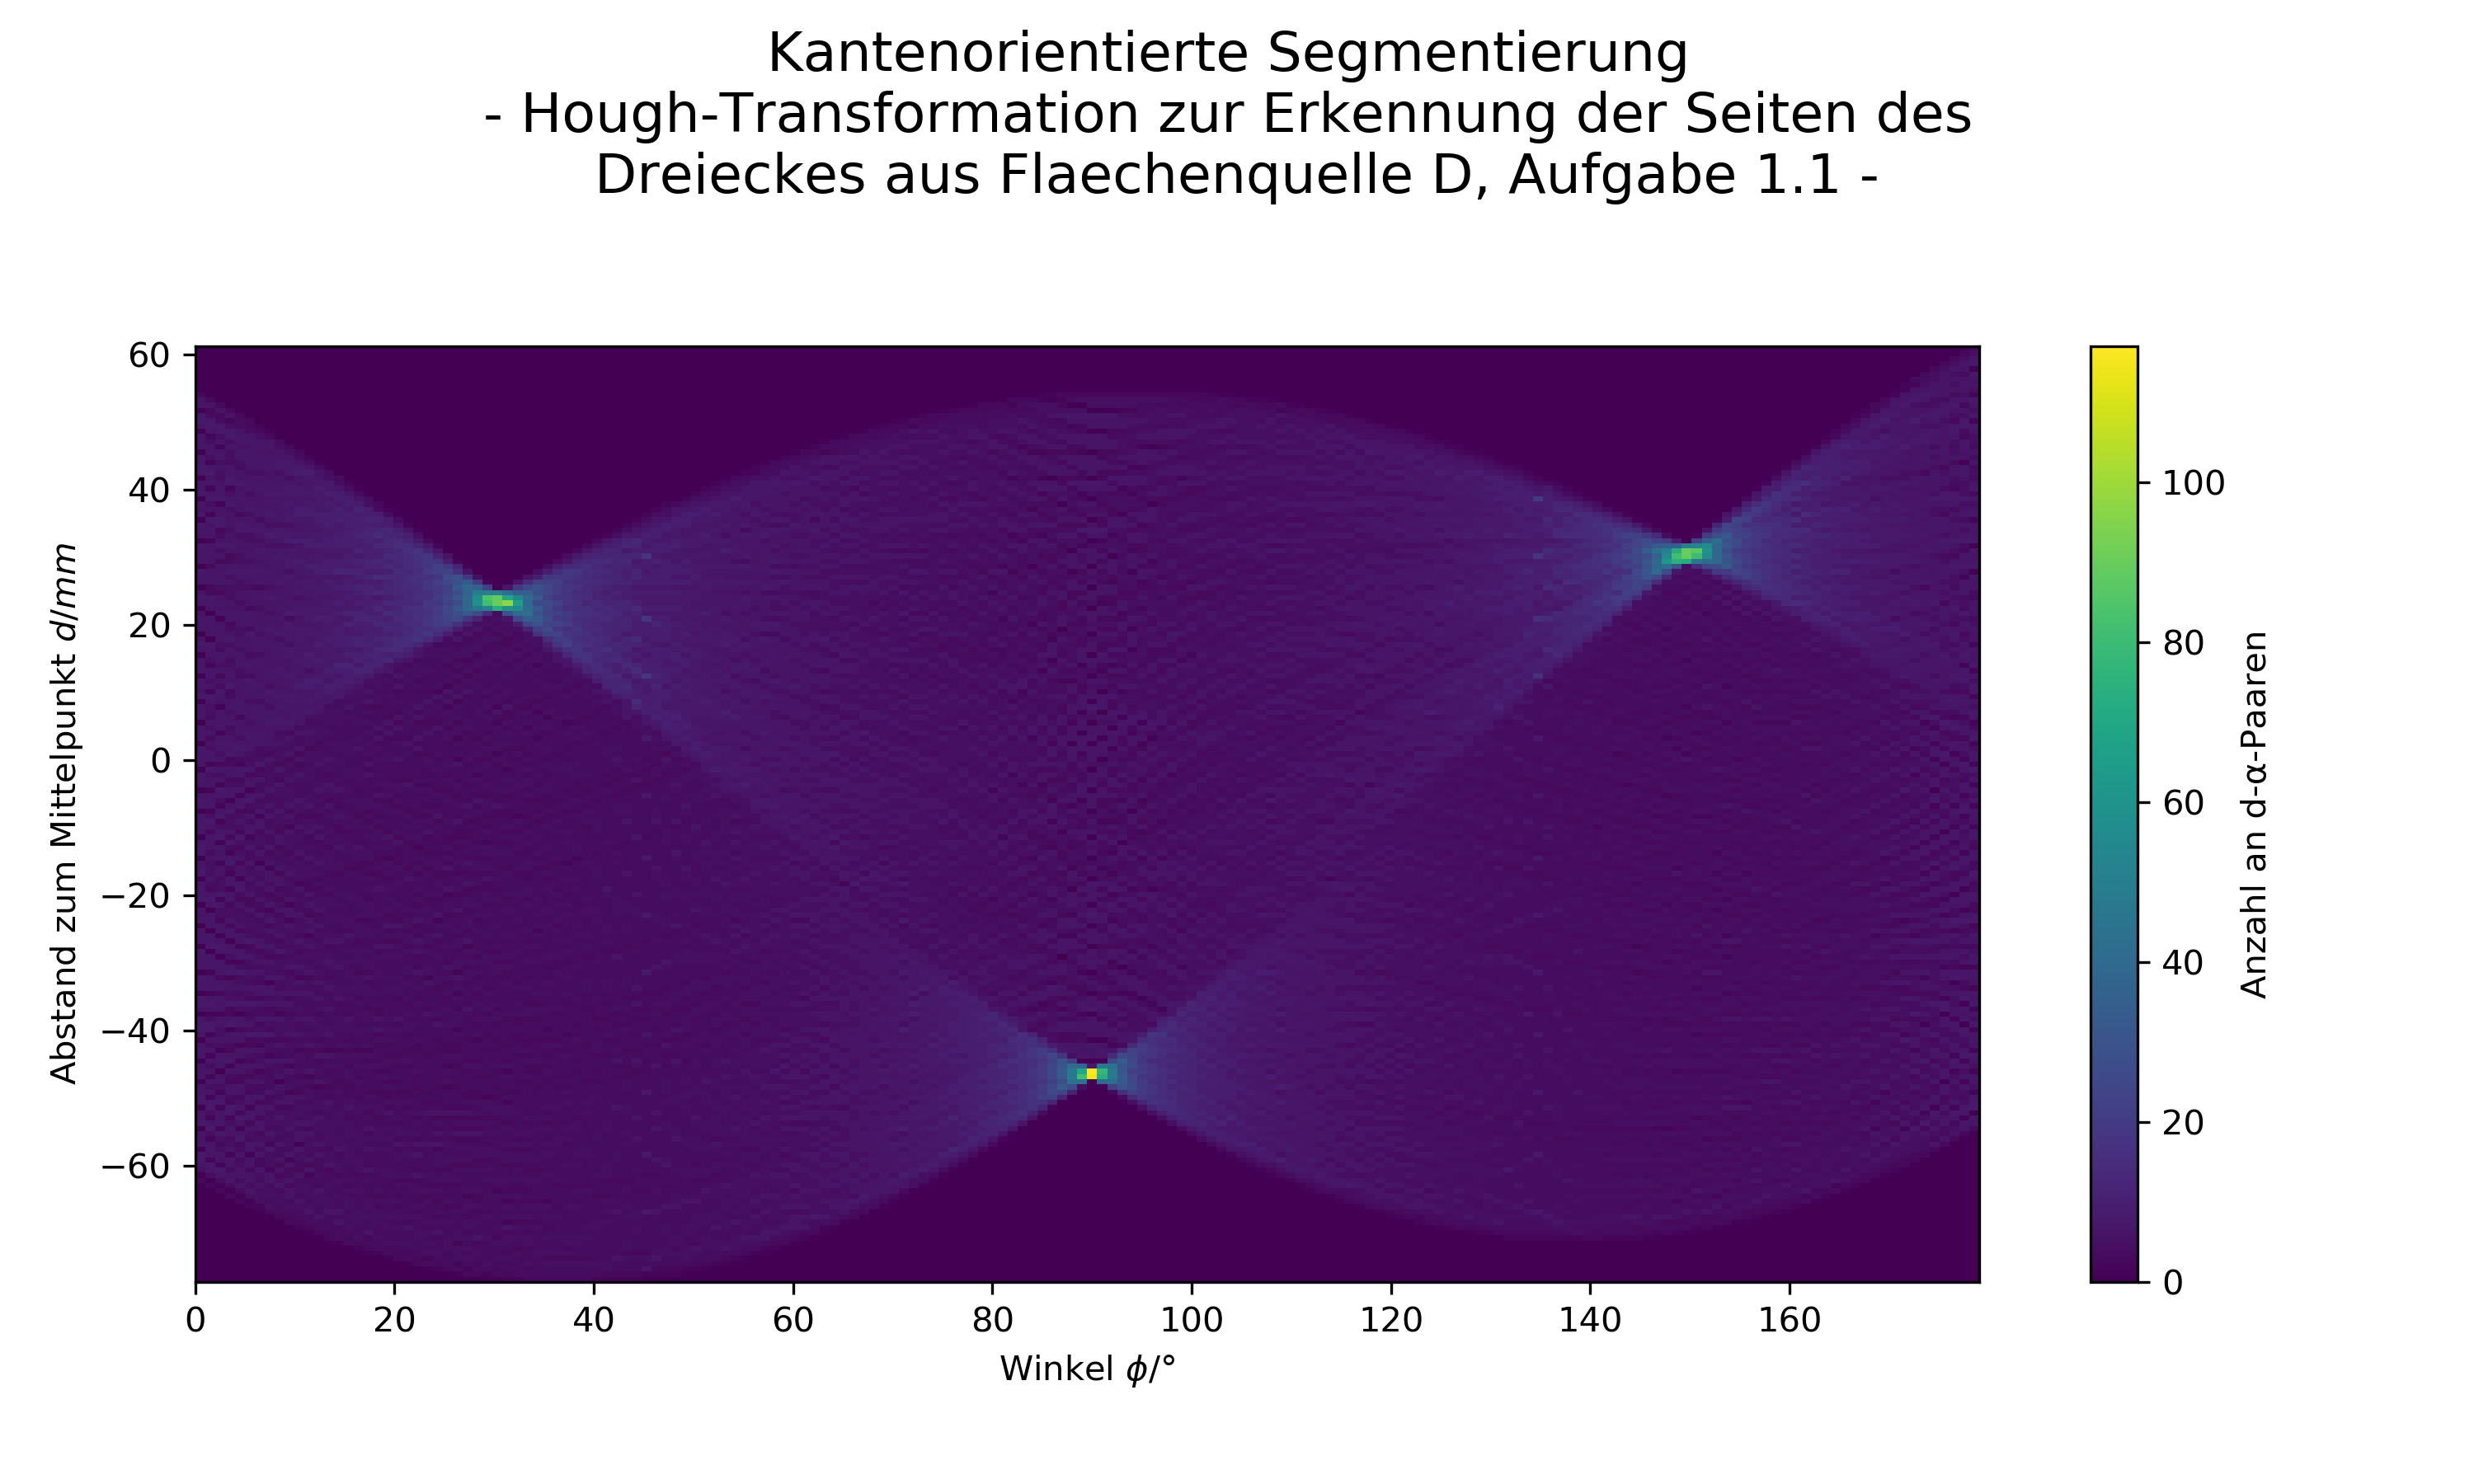 Kantenorientierte Segmentierung
- Hough-Transformation zur Erkennung der Seiten des
Dreieckes aus Flaechenquelle D, Aufgabe 1.1 -
60
40
20
0
−20
−40
−60
Abstand zum Mittelpunkt d/mm
0 20 40 60 80 100 120 140 160
Winkel ϕ/°
100
80
60
40
20
0
Anzahl an d-α-Paaren